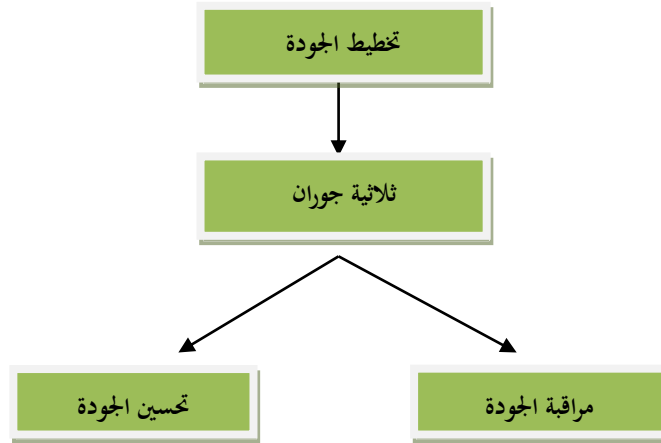 تخطيط الجودة
ثلاثية جوران
مراقبة الجودة
تحسين الجودة